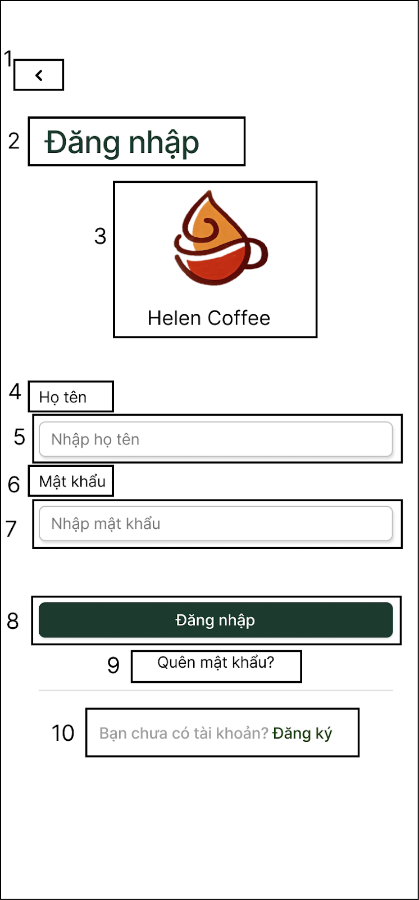 1
2 Đăng nhập
3
Helen Coffee
4 Họ tên
5 Nhập họ tên
6 Mật khẩu
7 Nhập mật khẩu
8 Đăng nhập
9 Quên mật khẩu?
10 Bạn chưa có tài khoản? Đăng ký